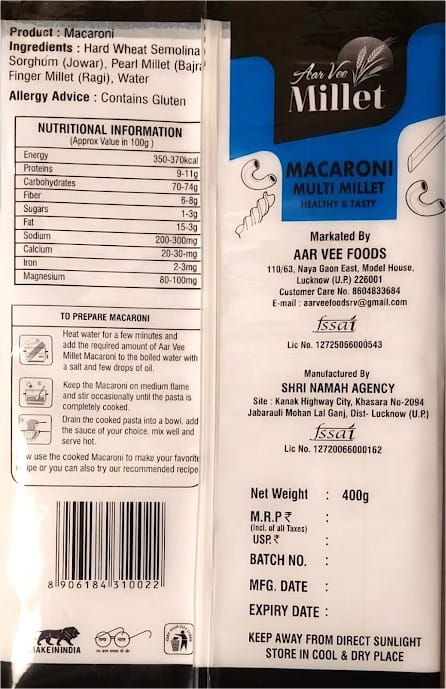 Product : Macaroni
Ingredients : Hard Wheat Semolina
Sorghum (Jowar), Pearl Millet (Bajra
Finger Millet (Ragi), Water
Allergy Advice : Contains Gluten
NUTRITIONAL INFORMATION
(Approx Value in 100g )
Energy 350-370kcal
Proteins 9-11g
Carbohydrates 70-74g
Fiber 6-8g
Sugars 1-3g
Fat 15-3g
Sodium 200-300mg
Calcium 20-30-mg
Iron 2-3mg
Magnesium 80-100mg
TO PREPARE MACARONI
Heat water for a few minutes and
add the required amount of Aar Vee
Millet Macaroni to the boiled water with
a salt and few drops of oil.
Keep the Macaroni on medium flame
and stir occasionally until the pasta is
completely cooked.
Drain the cooked pasta into a bowl. add
the sauce of your choice. mix well and
serve hot.
w use the cooked Macaroni to make your favorite
ipe or you can also try our recommended recipe
8 906184 310022
MAKE IN INDIA
Aar Vee
Millet
MACARONI
MULTI MILLET
HEALTHY & TASTY
Markated By
AAR VEE FOODS
110/63, Naya Gaon East, Model House,
Lucknow (U.P.) 226001
Customer Care No. 8604833684
E-mail : aarveefoodsrv@gmail.com
fssai
Lic No. 12725066000543
Manufactured By
SHRI NAMAH AGENCY
Site : Kanak Highway City, Khasara No-2094
Jabarauli Mohan Lal Ganj, Dist- Lucknow (U.P.)
fssai
Lic No. 12720066000162
Net Weight : 400g
M.R.P ₹ :
(Incl. of all Taxes)
USP. ₹ :
BATCH NO. :
MFG. DATE :
EXPIRY DATE :
KEEP AWAY FROM DIRECT SUNLIGHT
STORE IN COOL & DRY PLACE